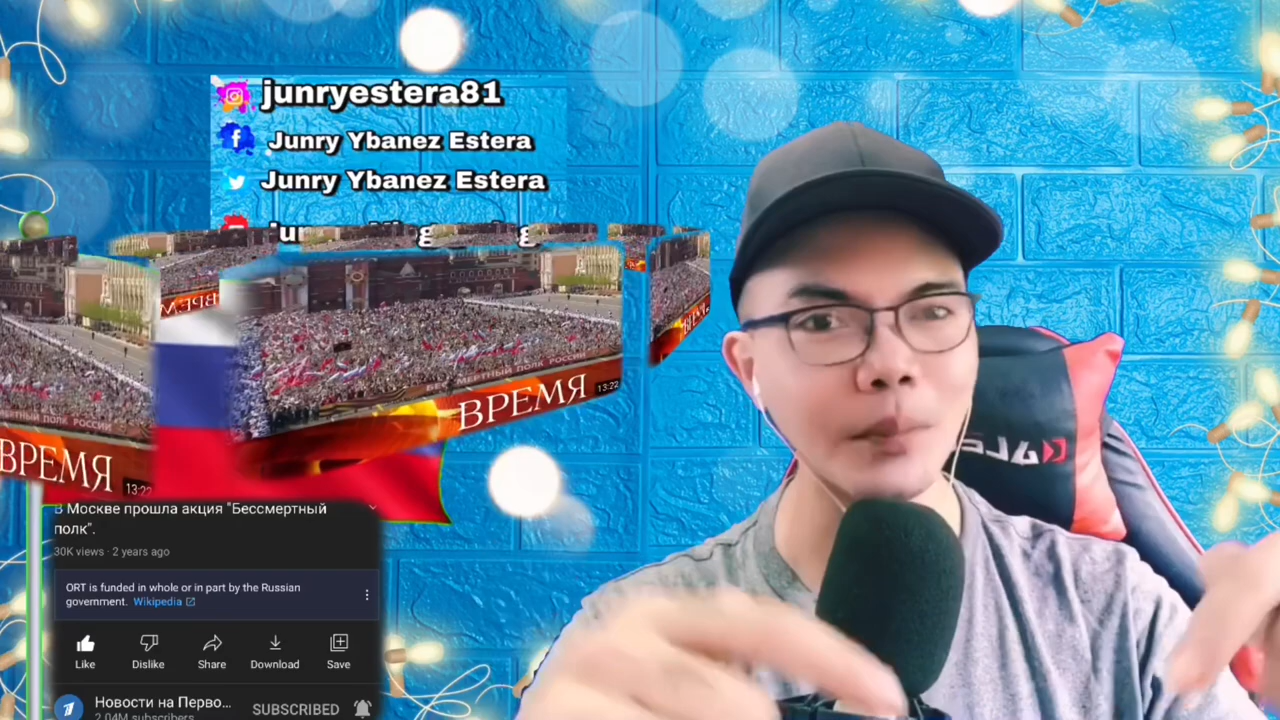 junryestera81
Junry Ybanez Estera
Junry Ybanez Estera
ВРЕМЯ
13:22
ВРЕМЯ
В Москве прошла акция "Бессмертный
полк".
30K views · 2 years ago
ORT is funded in whole or in part by the Russian
government. Wikipedia
Like Dislike Share Download Save
Новости на Перво...
SUBSCRIBED
2.04M subscribers